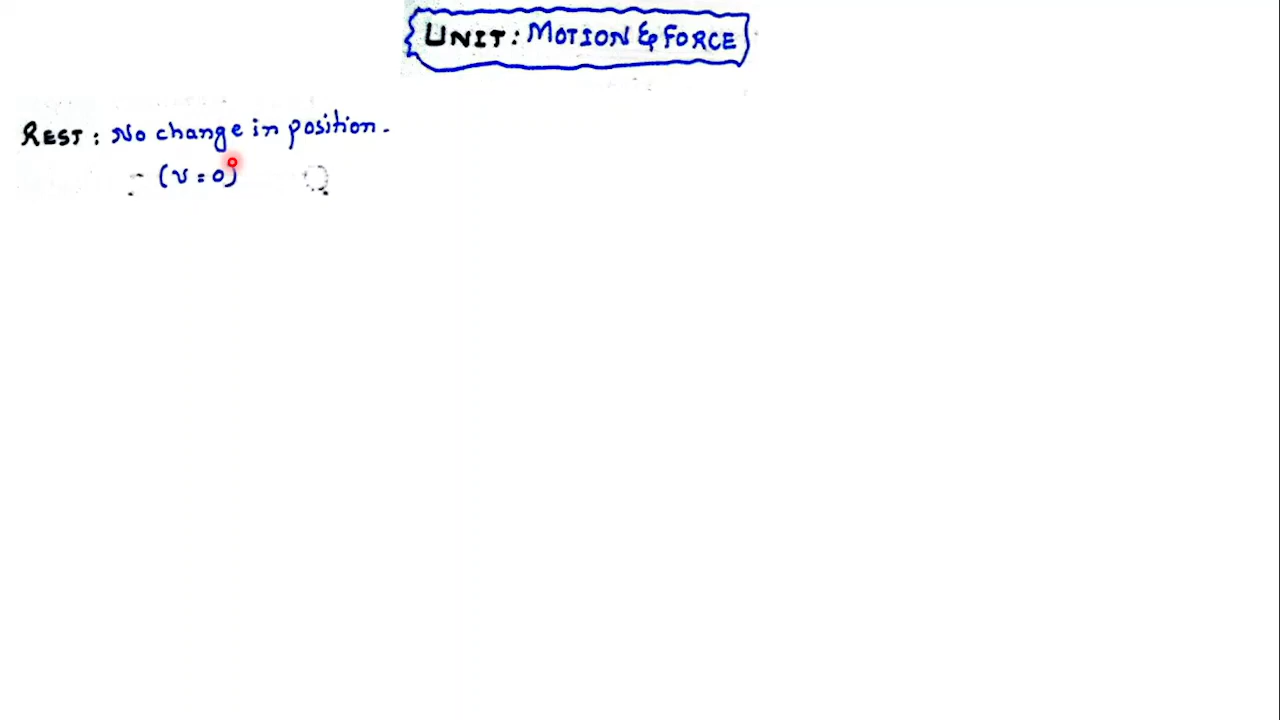 UNIT: MOTION & FORCE
REST: No change in position.
(v = 0)